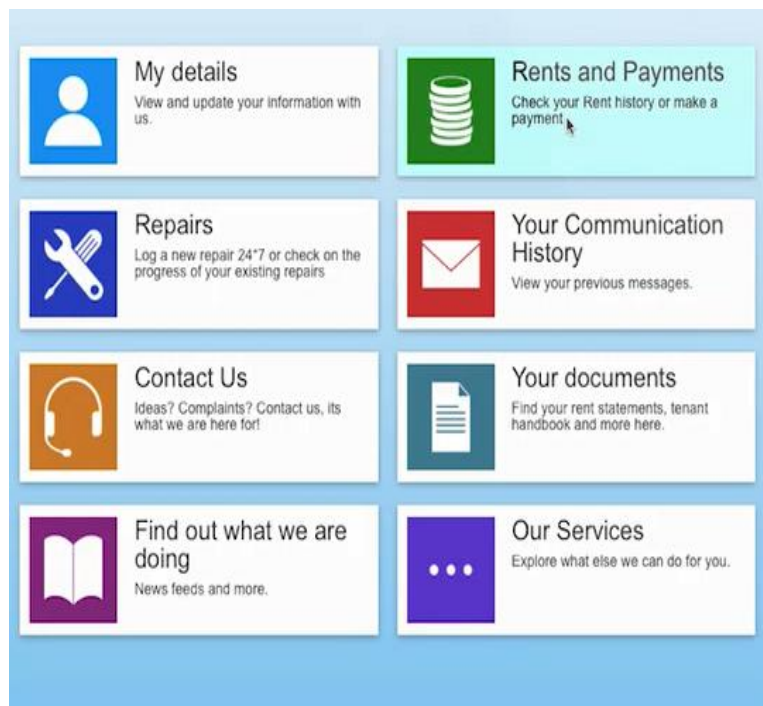 My details
View and update your information with
us.
Rents and Payments
Check your Rent history or make a
payment
Repairs
Log a new repair 24*7 or check on the
progress of your existing repairs
Your Communication
History
View your previous messages.
Contact Us
Ideas? Complaints? Contact us, its
what we are here for!
Your documents
Find your rent statements, tenant
handbook and more here.
Find out what we are
doing
News feeds and more.
Our Services
Explore what else we can do for you.